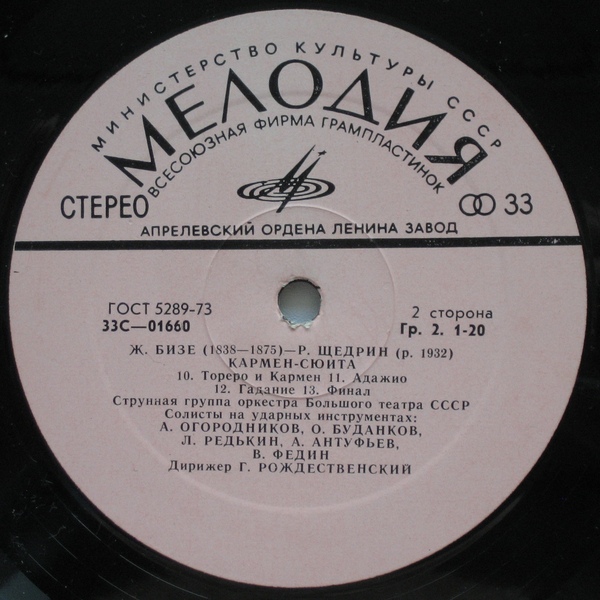 МИНИСТЕРСТВО КУЛЬТУРЫ СССР
МЕЛОДИЯ
ВСЕСОЮЗНАЯ ФИРМА ГРАМПЛАСТИНОК
СТЕРЕО
33
АПРЕЛЕВСКИЙ ОРДЕНА ЛЕНИНА ЗАВОД
ГОСТ 5289-73
2 сторона
33С—01660
Гр. 2. 1-20
Ж. БИЗЕ (1838—1875)—Р. ЩЕДРИН (р. 1932)
КАРМЕН-СЮИТА
10. Тореро и Кармен 11. Адажио
12. Гадание 13. Финал
Струнная группа оркестра Большого театра СССР
Солисты на ударных инструментах:
А. ОГОРОДНИКОВ, О. БУДАНКОВ,
Л. РЕДЬКИН, А. АНТУФЬЕВ,
В. ФЕДИН
Дирижер Г. РОЖДЕСТВЕНСКИЙ